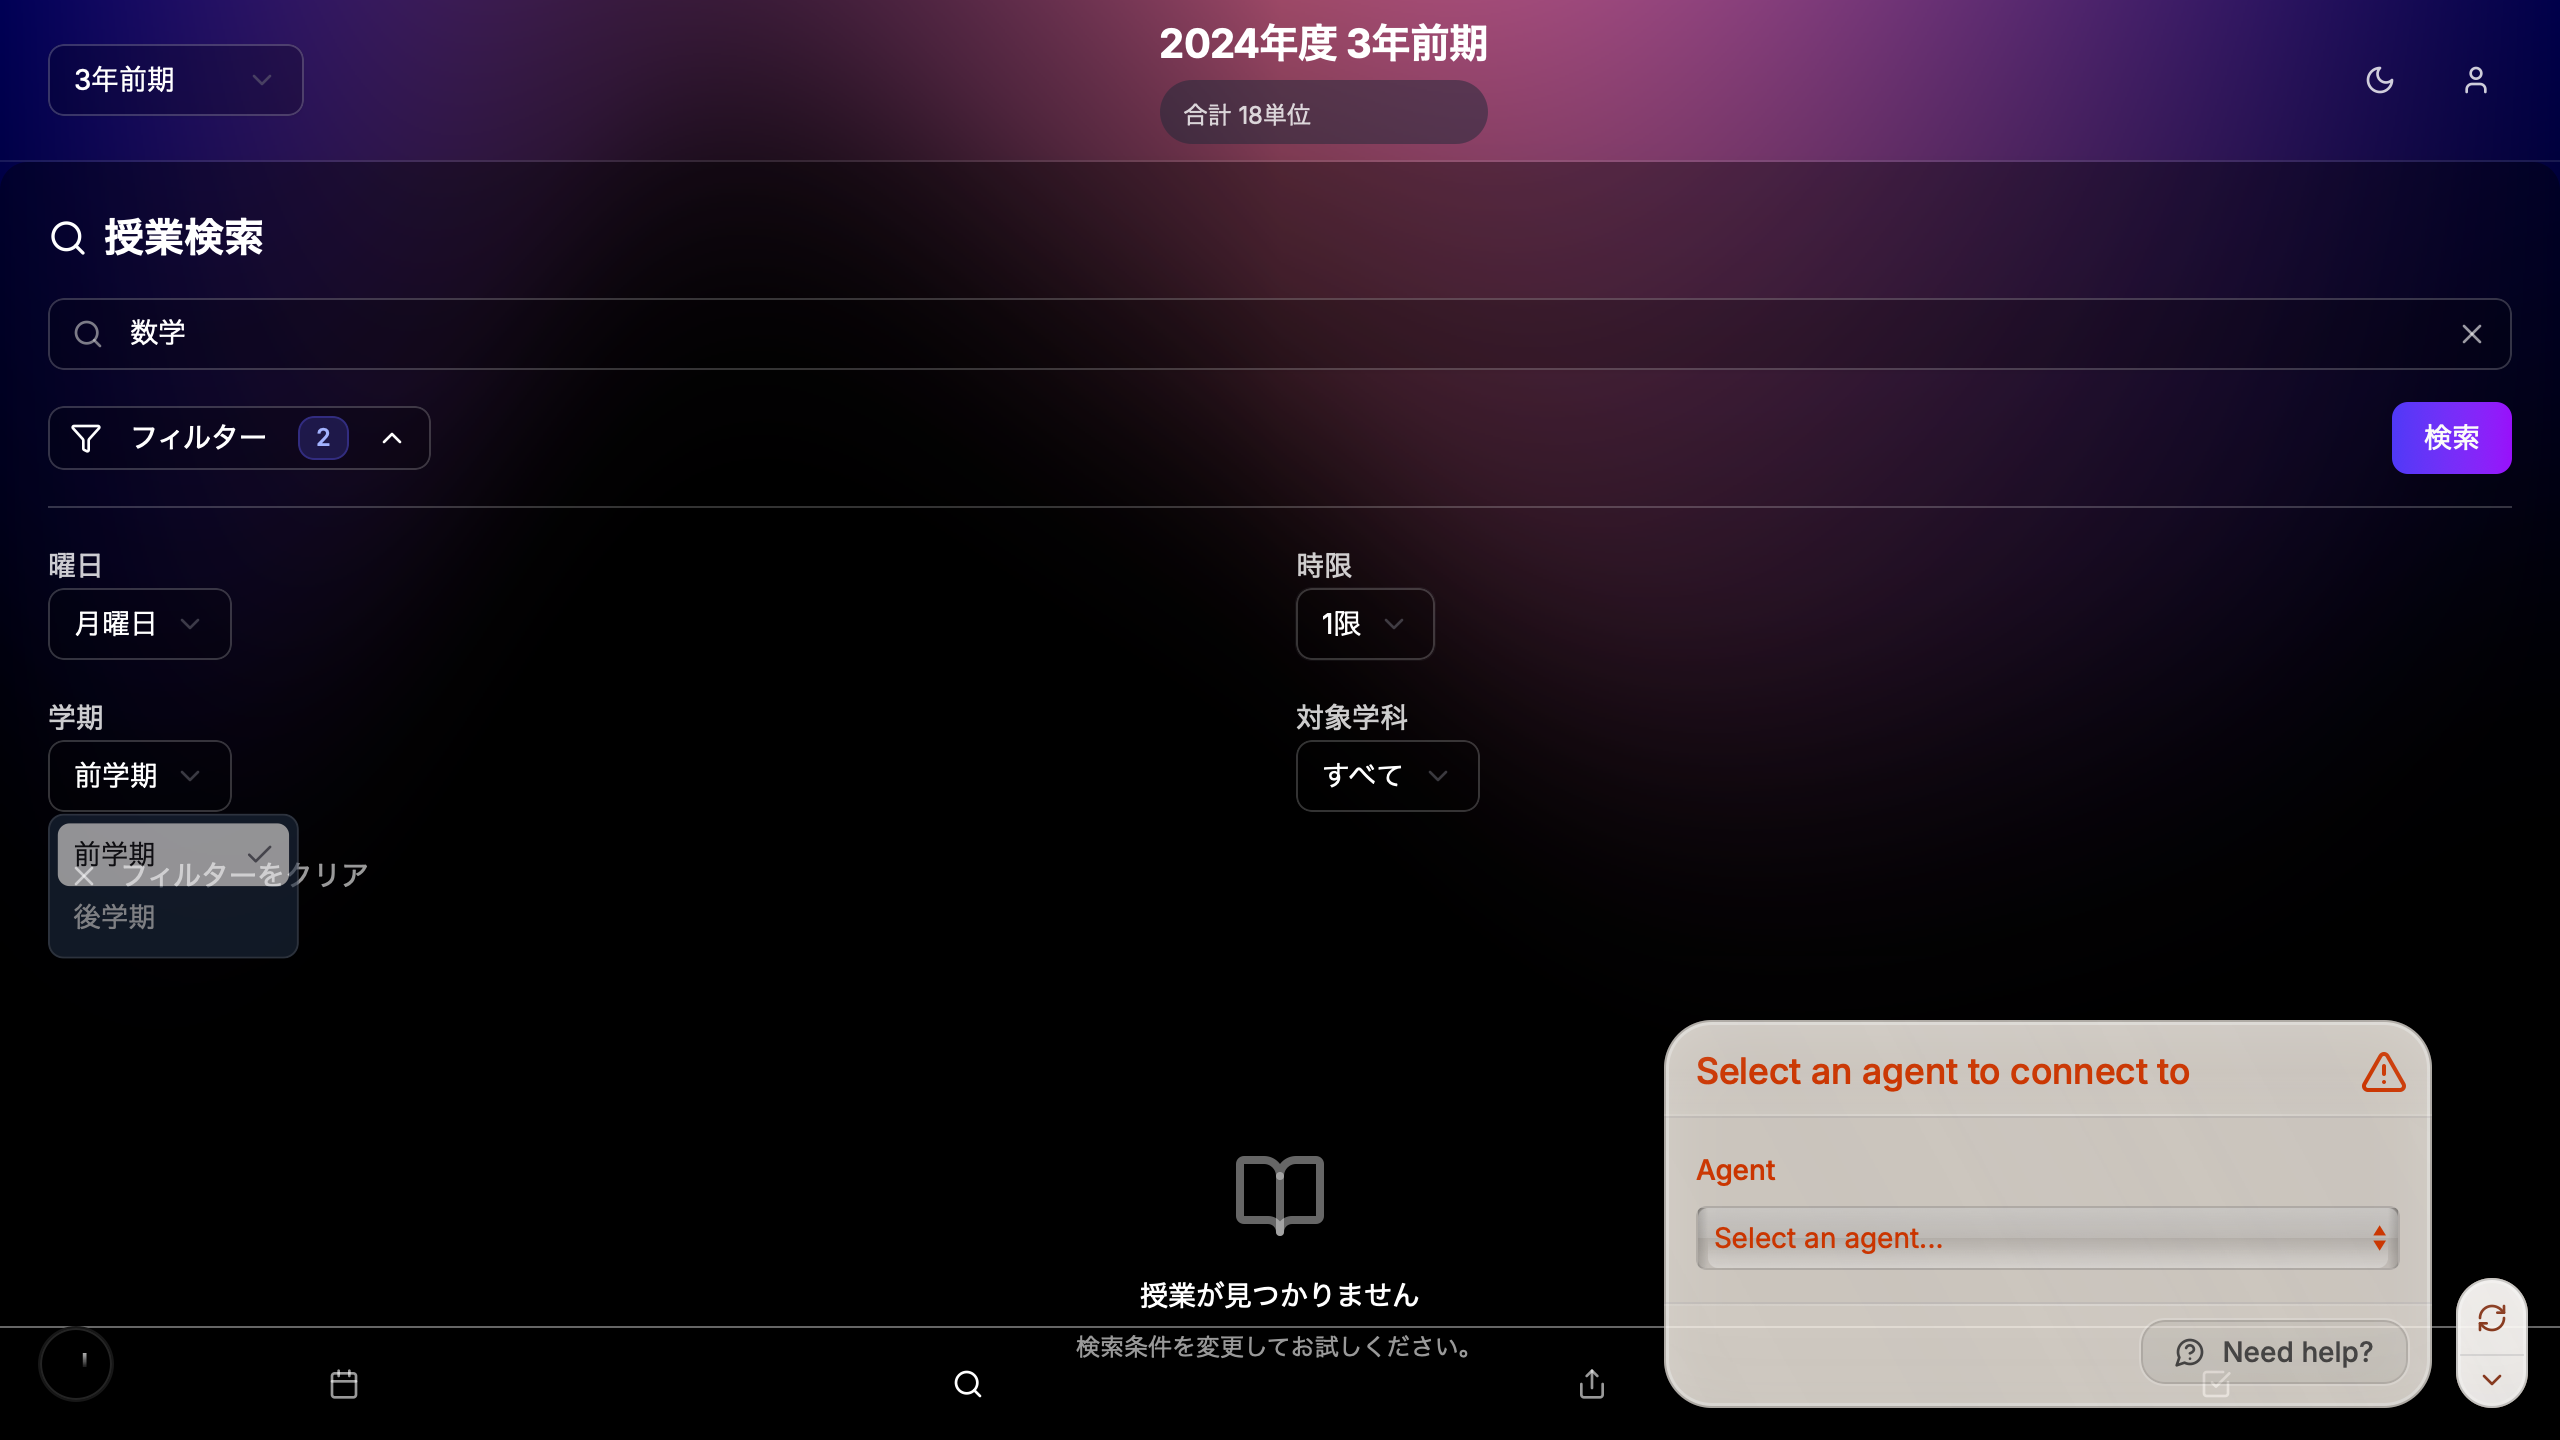 3年前期
2024年度 3年前期
合計 18単位
授業検索
数学
フィルター 2
検索
曜日
月曜日
時限
1限
学期
前学期
対象学科
すべて
前学期
フィルターをクリア
後学期
授業が見つかりません
検索条件を変更してお試しください。
Select an agent to connect to
Agent
Select an agent...
Need help?